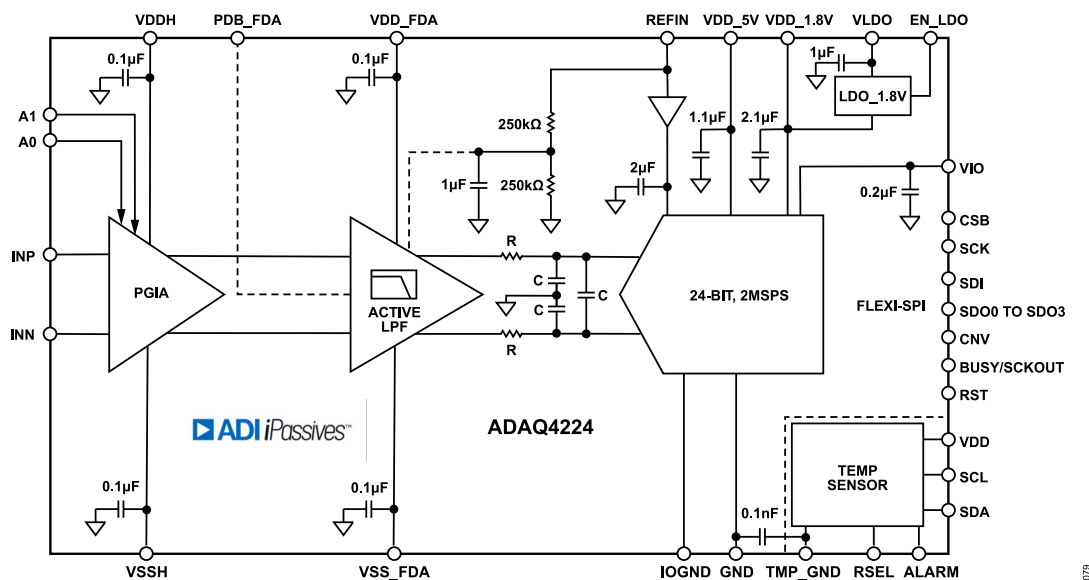 VDDH PDB_FDA VDD_FDA REFIN VDD_5V VDD_1.8V VLDO EN_LDO
0.1µF
0.1µF
1µF
LDO_1.8V
A1
A0
250kΩ
1.1µF
2.1µF
1µF
250kΩ
2µF
VIO
0.2µF
CSB
SCK
SDI
SDO0 TO SDO3
CNV
BUSY/SCKOUT
RST
FLEXI-SPI
INP
INN
PGIA
ACTIVE
LPF
R
C
C
C
R
24-BIT, 2MSPS
ADI iPassives™
ADAQ4224
TEMP
SENSOR
VDD
SCL
SDA
0.1µF
0.1µF
0.1nF
VSSH VSS_FDA IOGND GND TMP_GND RSEL ALARM
079